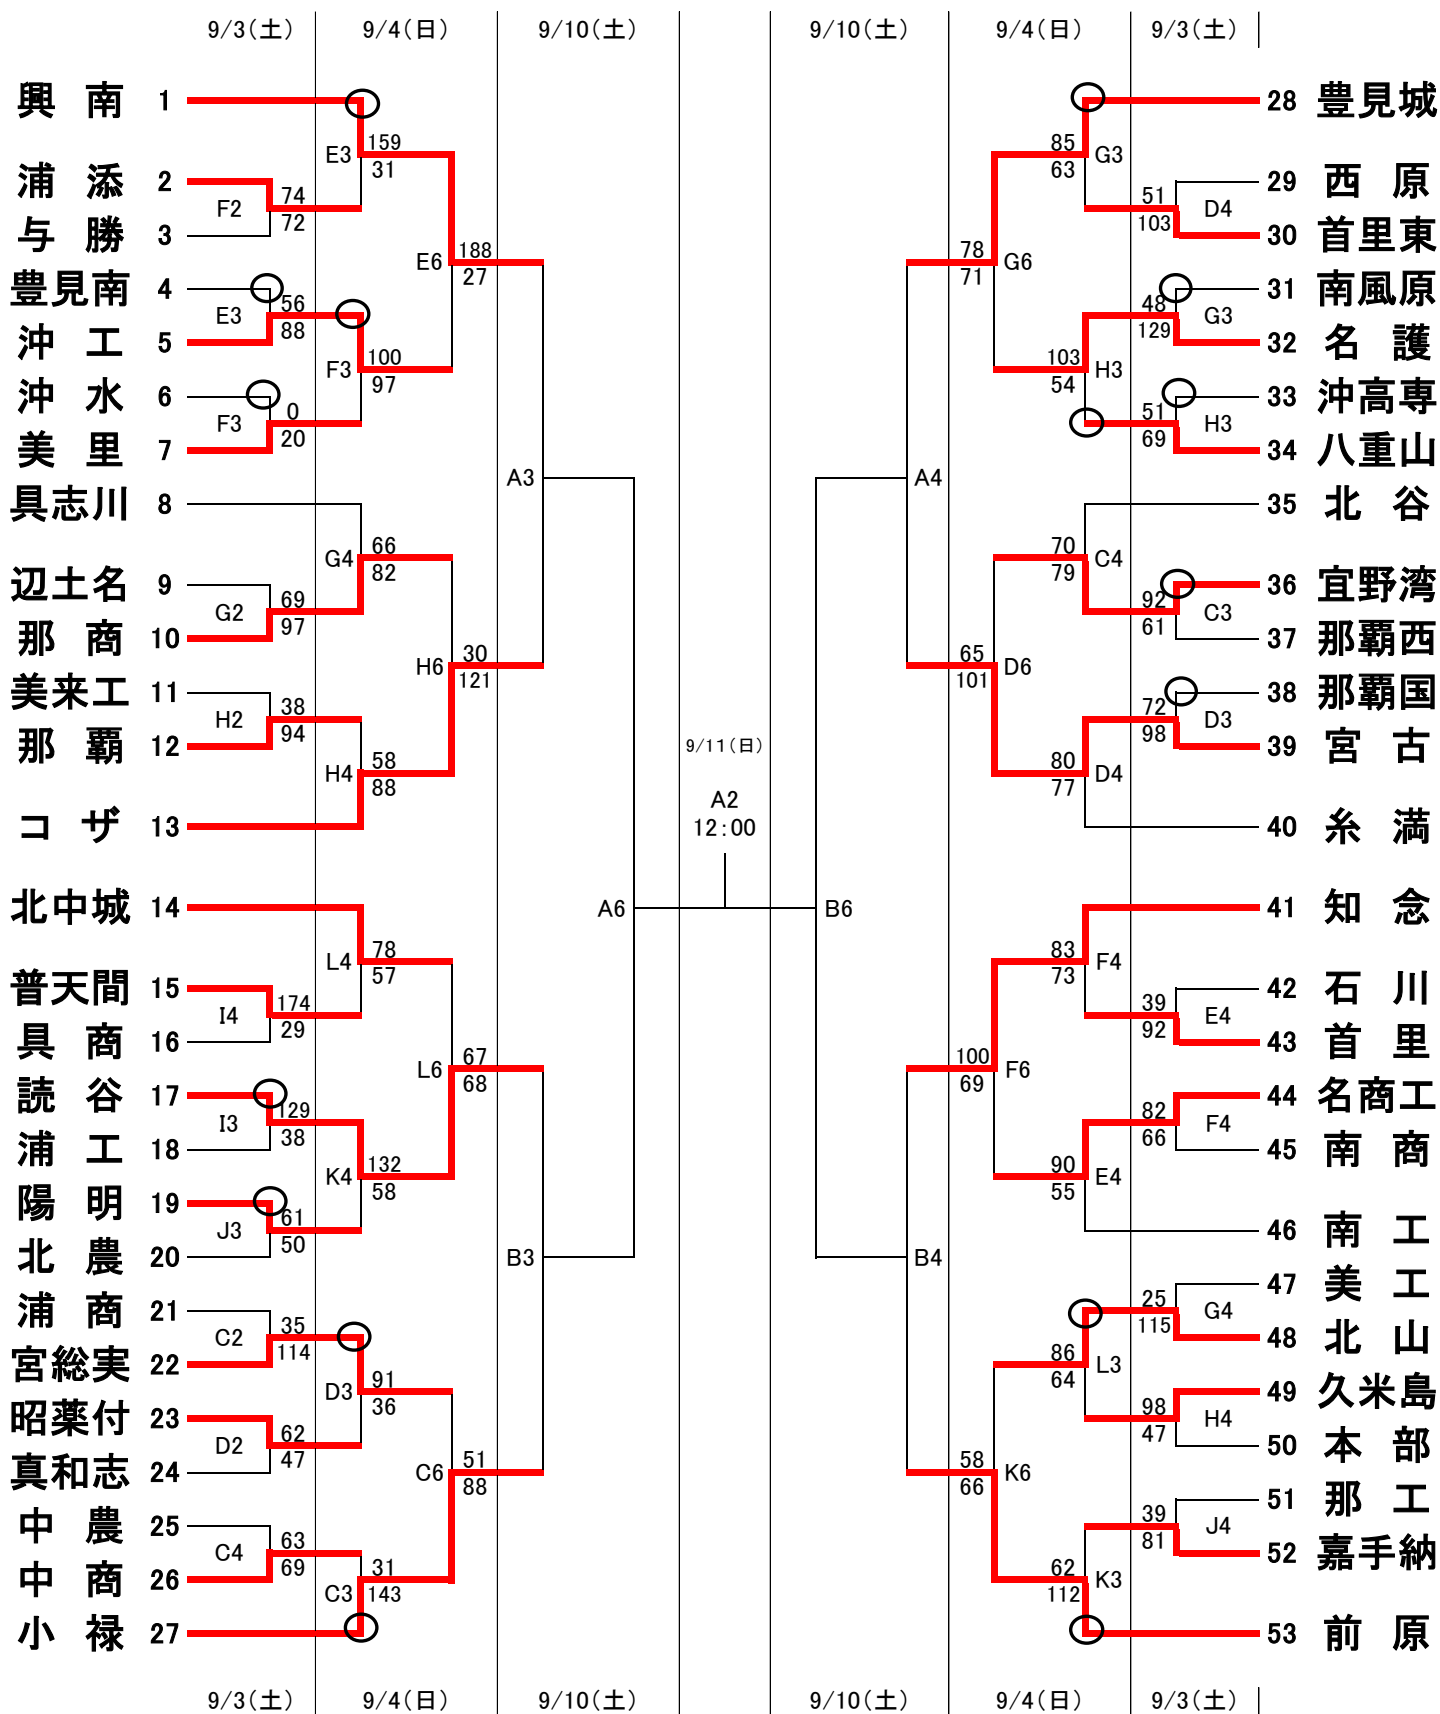 9/3(土) 9/4(日) 9/10(土) 9/10(土) 9/4(日) 9/3(土)
興 南 1 28 豊見城
159 85
E3 G3
31 63
浦 添 2 29 西 原
74 51
F2 D4
72 103
与 勝 3 30 首里東
188 78
E6 G6
27 71
豊見南 4 31 南風原
56 48
E3 G3
88 129
沖 工 5 32 名 護
100 103
F3 H3
97 54
沖 水 6 33 沖高専
0 51
F3 H3
20 69
美 里 7 34 八重山
A3 A4
具志川 8 35 北 谷
66 70
G4 C4
82 79
辺土名 9 36 宜野湾
69 92
G2 C3
97 61
那 商 10 37 那覇西
30 65
H6 D6
121 101
美来工 11 38 那覇国
38 72
H2 D3
94 98
那 覇 12 39 宮 古
9/11(日)
58 80
H4 D4
88 77
A2
12:00
コ ザ 13 40 糸 満
北中城 14 41 知 念
A6 B6
78 83
L4 F4
57 73
普天間 15 42 石 川
174 39
I4 E4
29 92
具 商 16 43 首 里
67 100
L6 F6
68 69
読 谷 17 44 名商工
129 82
I3 F4
38 66
浦 工 18 45 南 商
132 90
K4 E4
58 55
陽 明 19 46 南 工
61
J3
50
北 農 20 47 美 工
B3 B4
25
G4
115
浦 商 21 48 北 山
35
C2
114
宮総実 22 49 久米島
91 86
D3 L3
36 64
98
H4
47
昭薬付 23 50 本 部
62
D2
47
真和志 24 51 那 工
51 58
C6 K6
88 66
39
J4
81
中 農 25 52 嘉手納
63
C4
69
中 商 26
31 62
C3 K3
143 112
小 禄 27 53 前 原
9/3(土) 9/4(日) 9/10(土) 9/10(土) 9/4(日) 9/3(土)